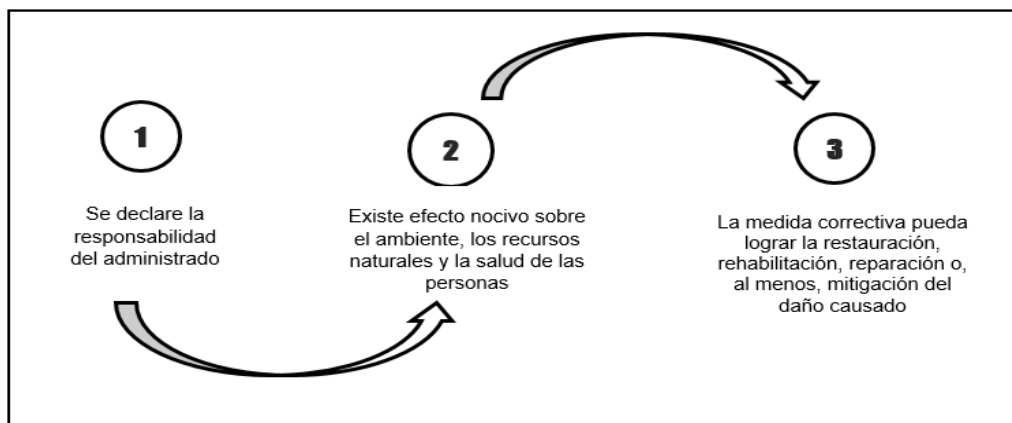 1
Se declare la
responsabilidad
del administrado
2
Existe efecto nocivo sobre
el ambiente, los recursos
naturales y la salud de las
personas
3
La medida correctiva pueda
lograr la restauración,
rehabilitación, reparación o,
al menos, mitigación del
daño causado